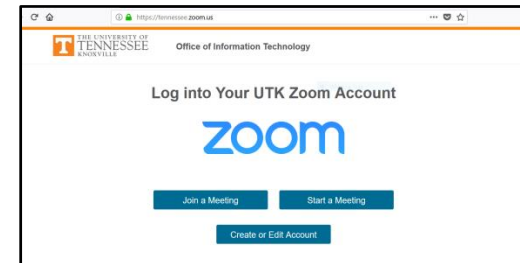 https://tennessee.zoom.us
THE UNIVERSITY OF
TENNESSEE
KNOXVILLE
Office of Information Technology
Log into Your UTK Zoom Account
zoom
Join a Meeting
Start a Meeting
Create or Edit Account